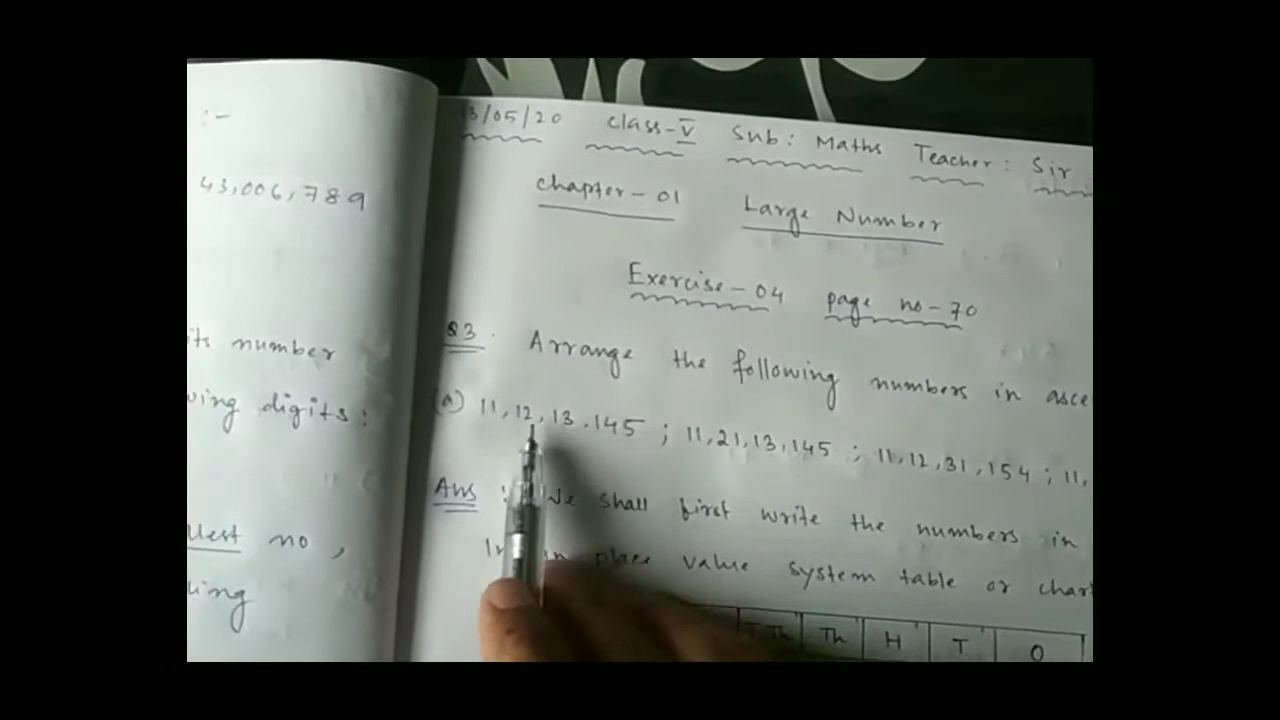 :-
43,006,789
its number
wing digits:
llest no,
ling
13/05/20 Class-V Sub: Maths Teacher: Sir
Chapter-01 Large Number
Exercise-04 page no-70
Q3. Arrange the following numbers in asce
(a) 11,12,13,145 ; 11,21,13,145 ; 11,12,31,154 ; 11,
Ans : We shall first write the numbers in
place value system table or char
T Th Th H T O